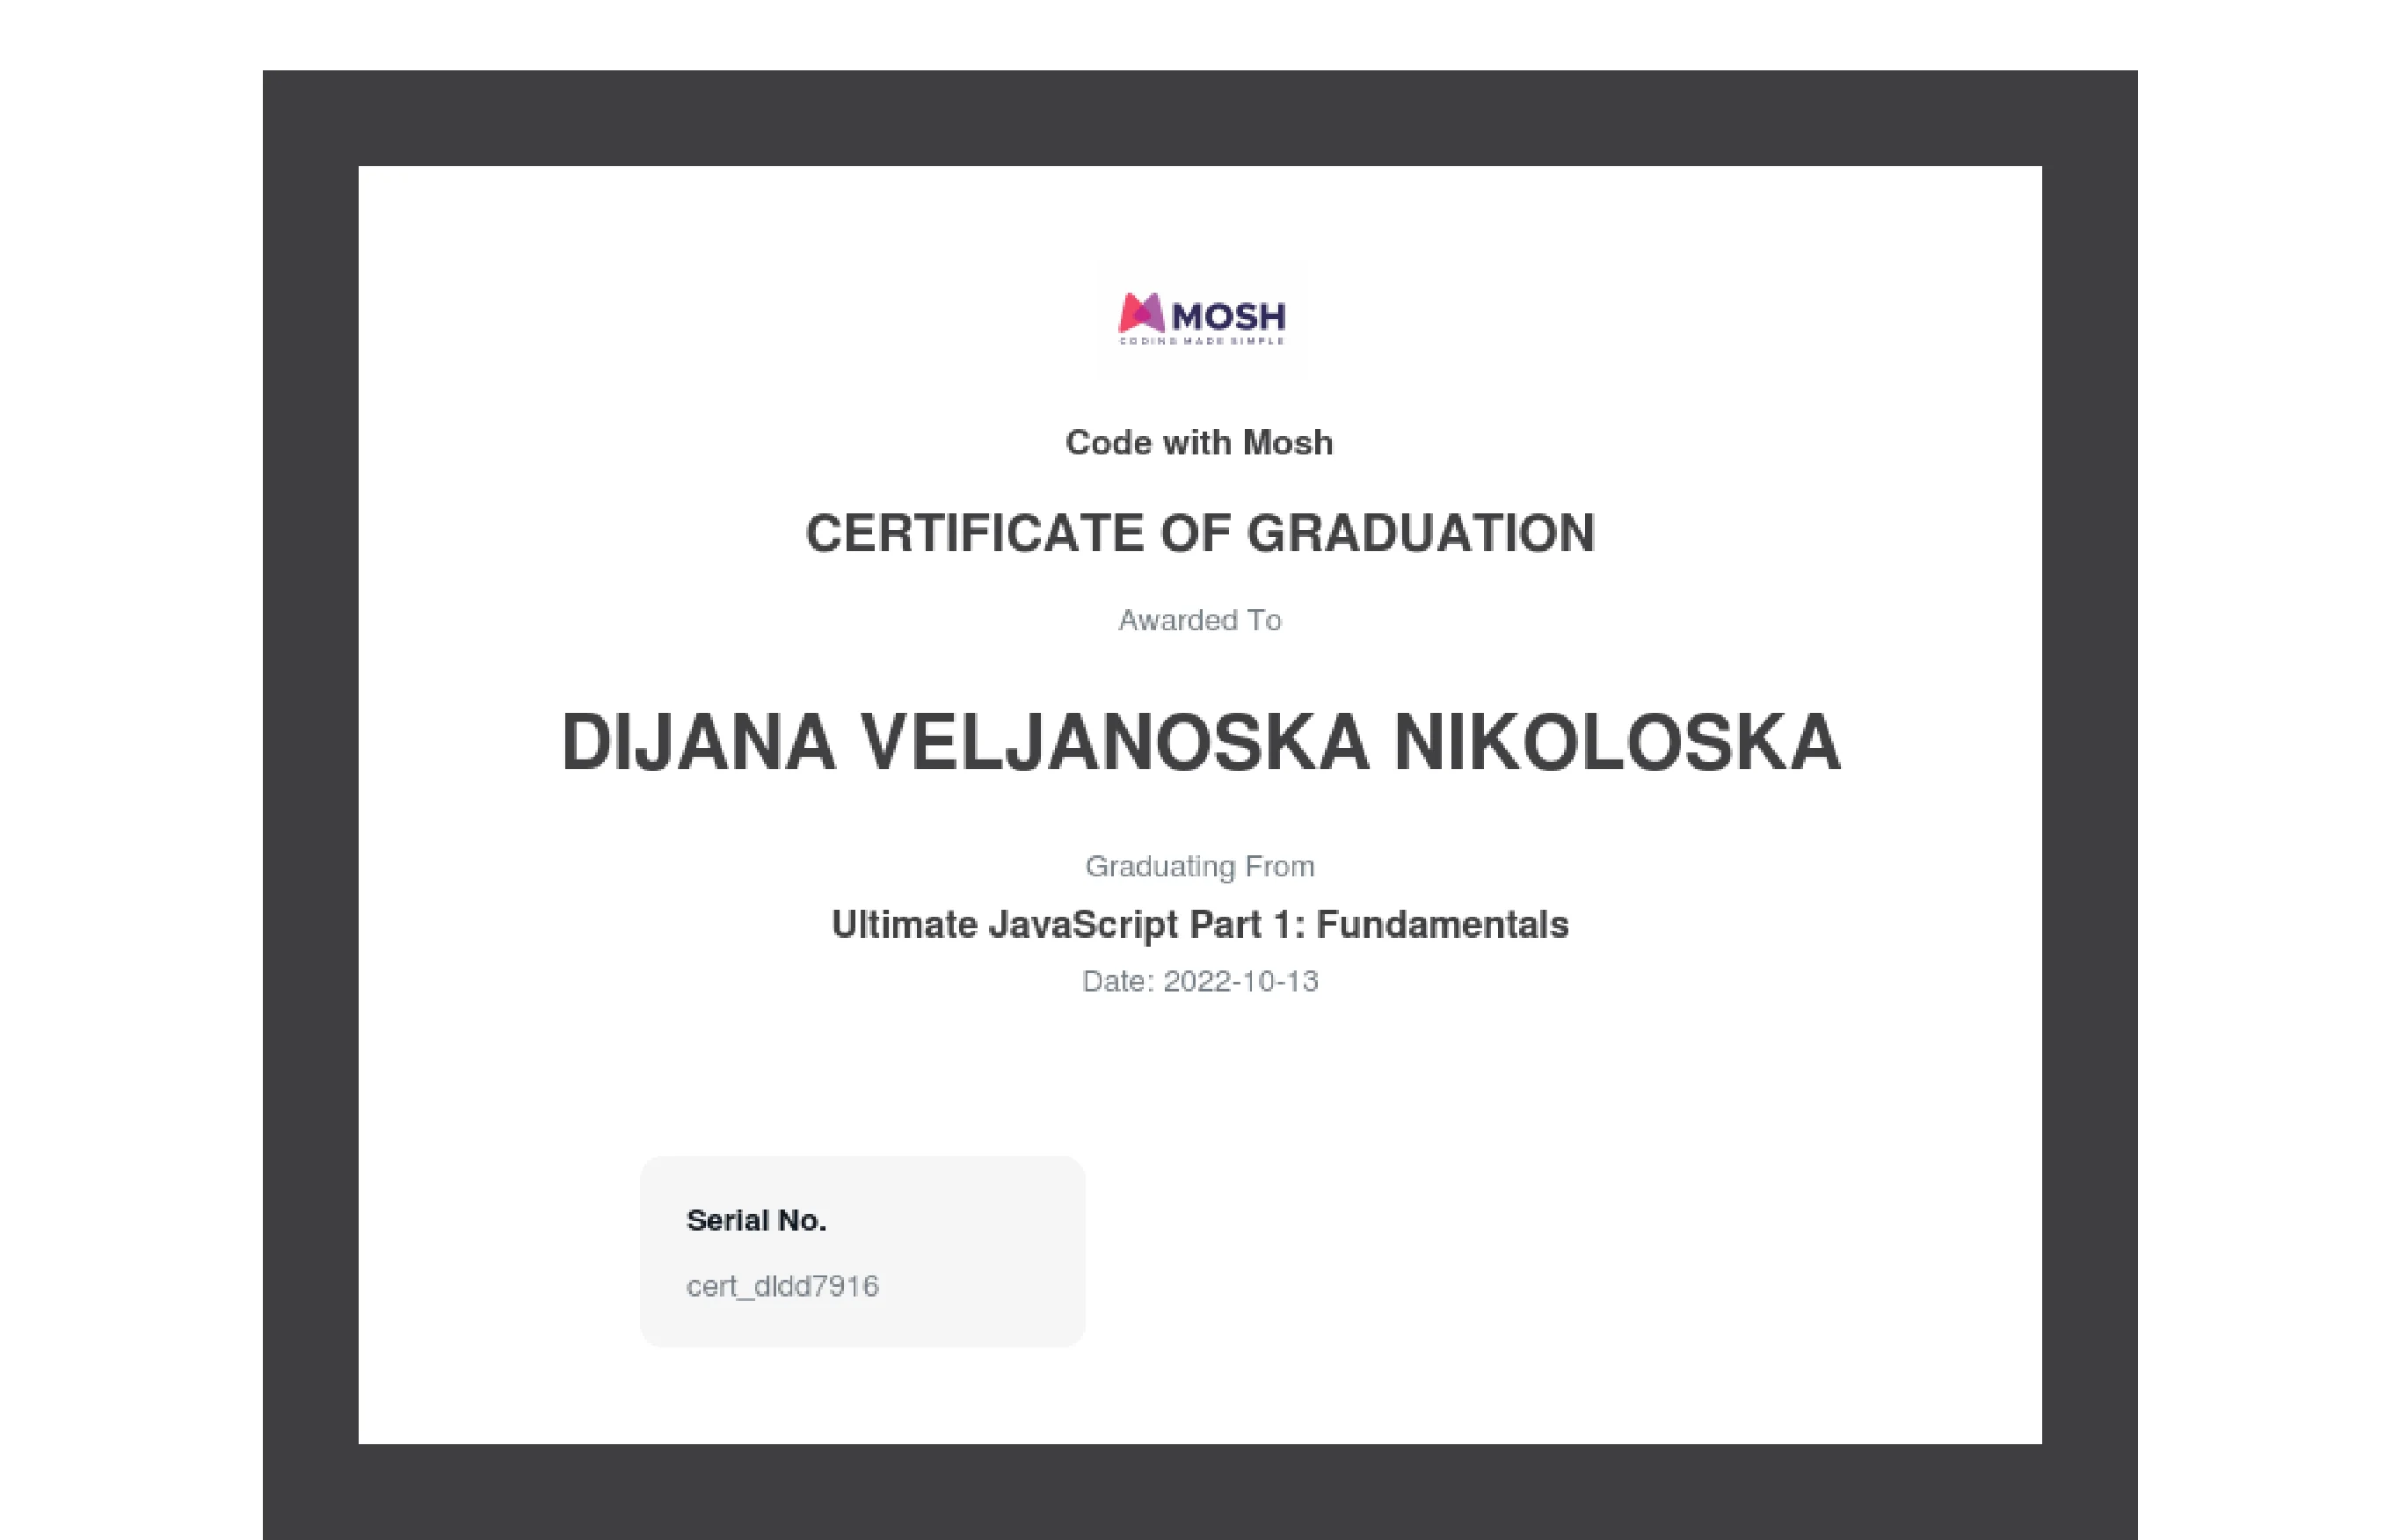 MOSH
CODING MADE SIMPLE
Code with Mosh
CERTIFICATE OF GRADUATION
Awarded To
DIJANA VELJANOSKA NIKOLOSKA
Graduating From
Ultimate JavaScript Part 1: Fundamentals
Date: 2022-10-13
Serial No.
cert_dldd7916